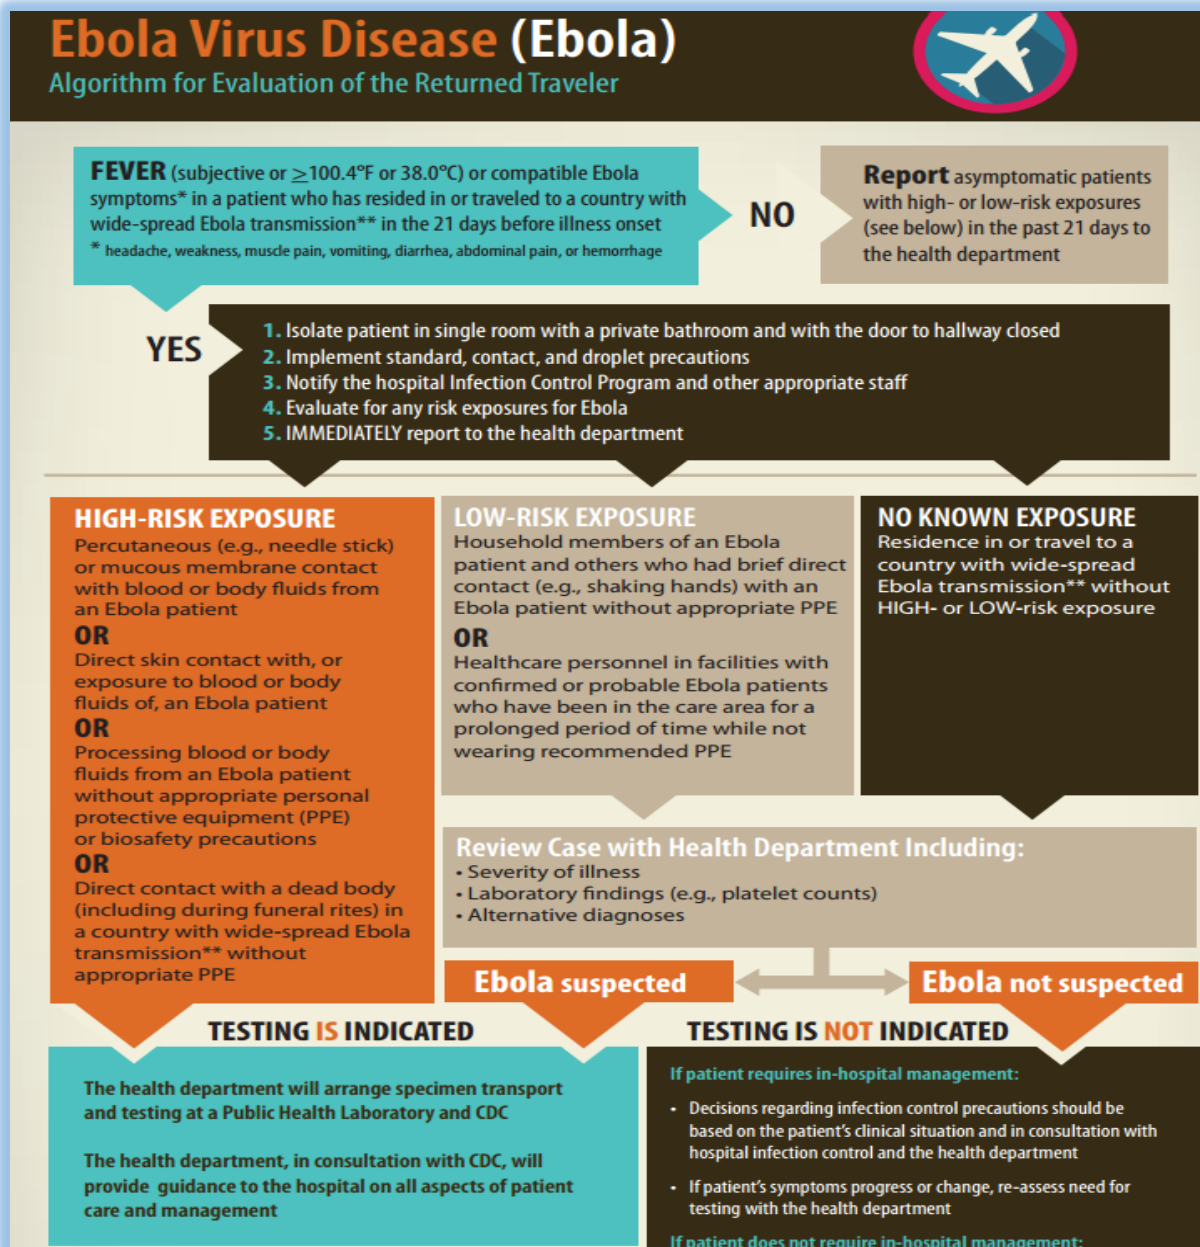 Ebola Virus Disease (Ebola)
Algorithm for Evaluation of the Returned Traveler
FEVER (subjective or ≥100.4°F or 38.0°C) or compatible Ebola
symptoms* in a patient who has resided in or traveled to a country with
wide-spread Ebola transmission** in the 21 days before illness onset
* headache, weakness, muscle pain, vomiting, diarrhea, abdominal pain, or hemorrhage
NO
Report asymptomatic patients
with high- or low-risk exposures
(see below) in the past 21 days to
the health department
YES
1. Isolate patient in single room with a private bathroom and with the door to hallway closed
2. Implement standard, contact, and droplet precautions
3. Notify the hospital Infection Control Program and other appropriate staff
4. Evaluate for any risk exposures for Ebola
5. IMMEDIATELY report to the health department
HIGH-RISK EXPOSURE
Percutaneous (e.g., needle stick)
or mucous membrane contact
with blood or body fluids from
an Ebola patient
OR
Direct skin contact with, or
exposure to blood or body
fluids of, an Ebola patient
OR
Processing blood or body
fluids from an Ebola patient
without appropriate personal
protective equipment (PPE)
or biosafety precautions
OR
Direct contact with a dead body
(including during funeral rites) in
a country with wide-spread Ebola
transmission** without
appropriate PPE
LOW-RISK EXPOSURE
Household members of an Ebola
patient and others who had brief direct
contact (e.g., shaking hands) with an
Ebola patient without appropriate PPE
OR
Healthcare personnel in facilities with
confirmed or probable Ebola patients
who have been in the care area for a
prolonged period of time while not
wearing recommended PPE
NO KNOWN EXPOSURE
Residence in or travel to a
country with wide-spread
Ebola transmission** without
HIGH- or LOW-risk exposure
Review Case with Health Department Including:
• Severity of illness
• Laboratory findings (e.g., platelet counts)
• Alternative diagnoses
Ebola suspected
Ebola not suspected
TESTING IS INDICATED
The health department will arrange specimen transport
and testing at a Public Health Laboratory and CDC
The health department, in consultation with CDC, will
provide guidance to the hospital on all aspects of patient
care and management
TESTING IS NOT INDICATED
If patient requires in-hospital management:
• Decisions regarding infection control precautions should be
based on the patient's clinical situation and in consultation with
hospital infection control and the health department
• If patient's symptoms progress or change, re-assess need for
testing with the health department
If patient does not require in-hospital management: